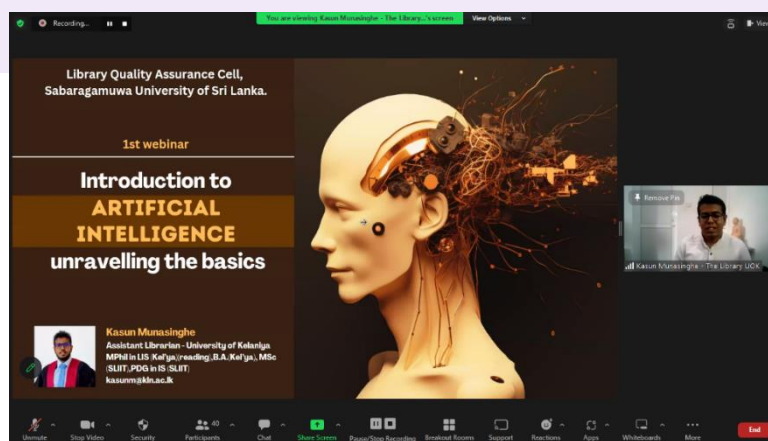 Recording...
You are viewing Kasun Munasinghe - The Library...'s screen
View Options
View
Library Quality Assurance Cell,
Sabaragamuwa University of Sri Lanka.
1st webinar
Introduction to
ARTIFICIAL
INTELLIGENCE
unravelling the basics
Kasun Munasinghe
Assistant Librarian - University of Kelaniya
MPhil in LIS (Kel'ya)(reading),B.A.(Kel'ya), MSc
(SLIIT),PDG in IS (SLIIT)
kasunm@kln.ac.lk
Remove Pin
Kasun Munasinghe - The Library UOK
Unmute
Stop Video
Security
40
Participants
Chat
Share Screen
Pause/Stop Recording
Breakout Rooms
Support
Reactions
Apps
Whiteboards
More
End